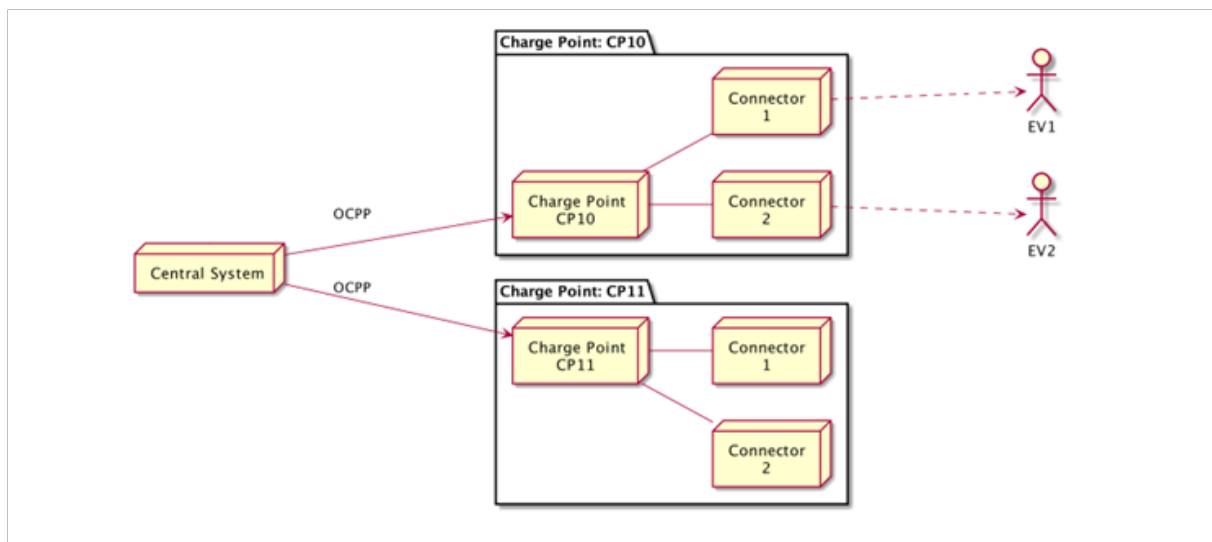 Charge Point: CP10
Connector
1
EV1
Charge Point
CP10
Connector
2
EV2
OCPP
Central System
OCPP
Charge Point: CP11
Charge Point
CP11
Connector
1
Connector
2